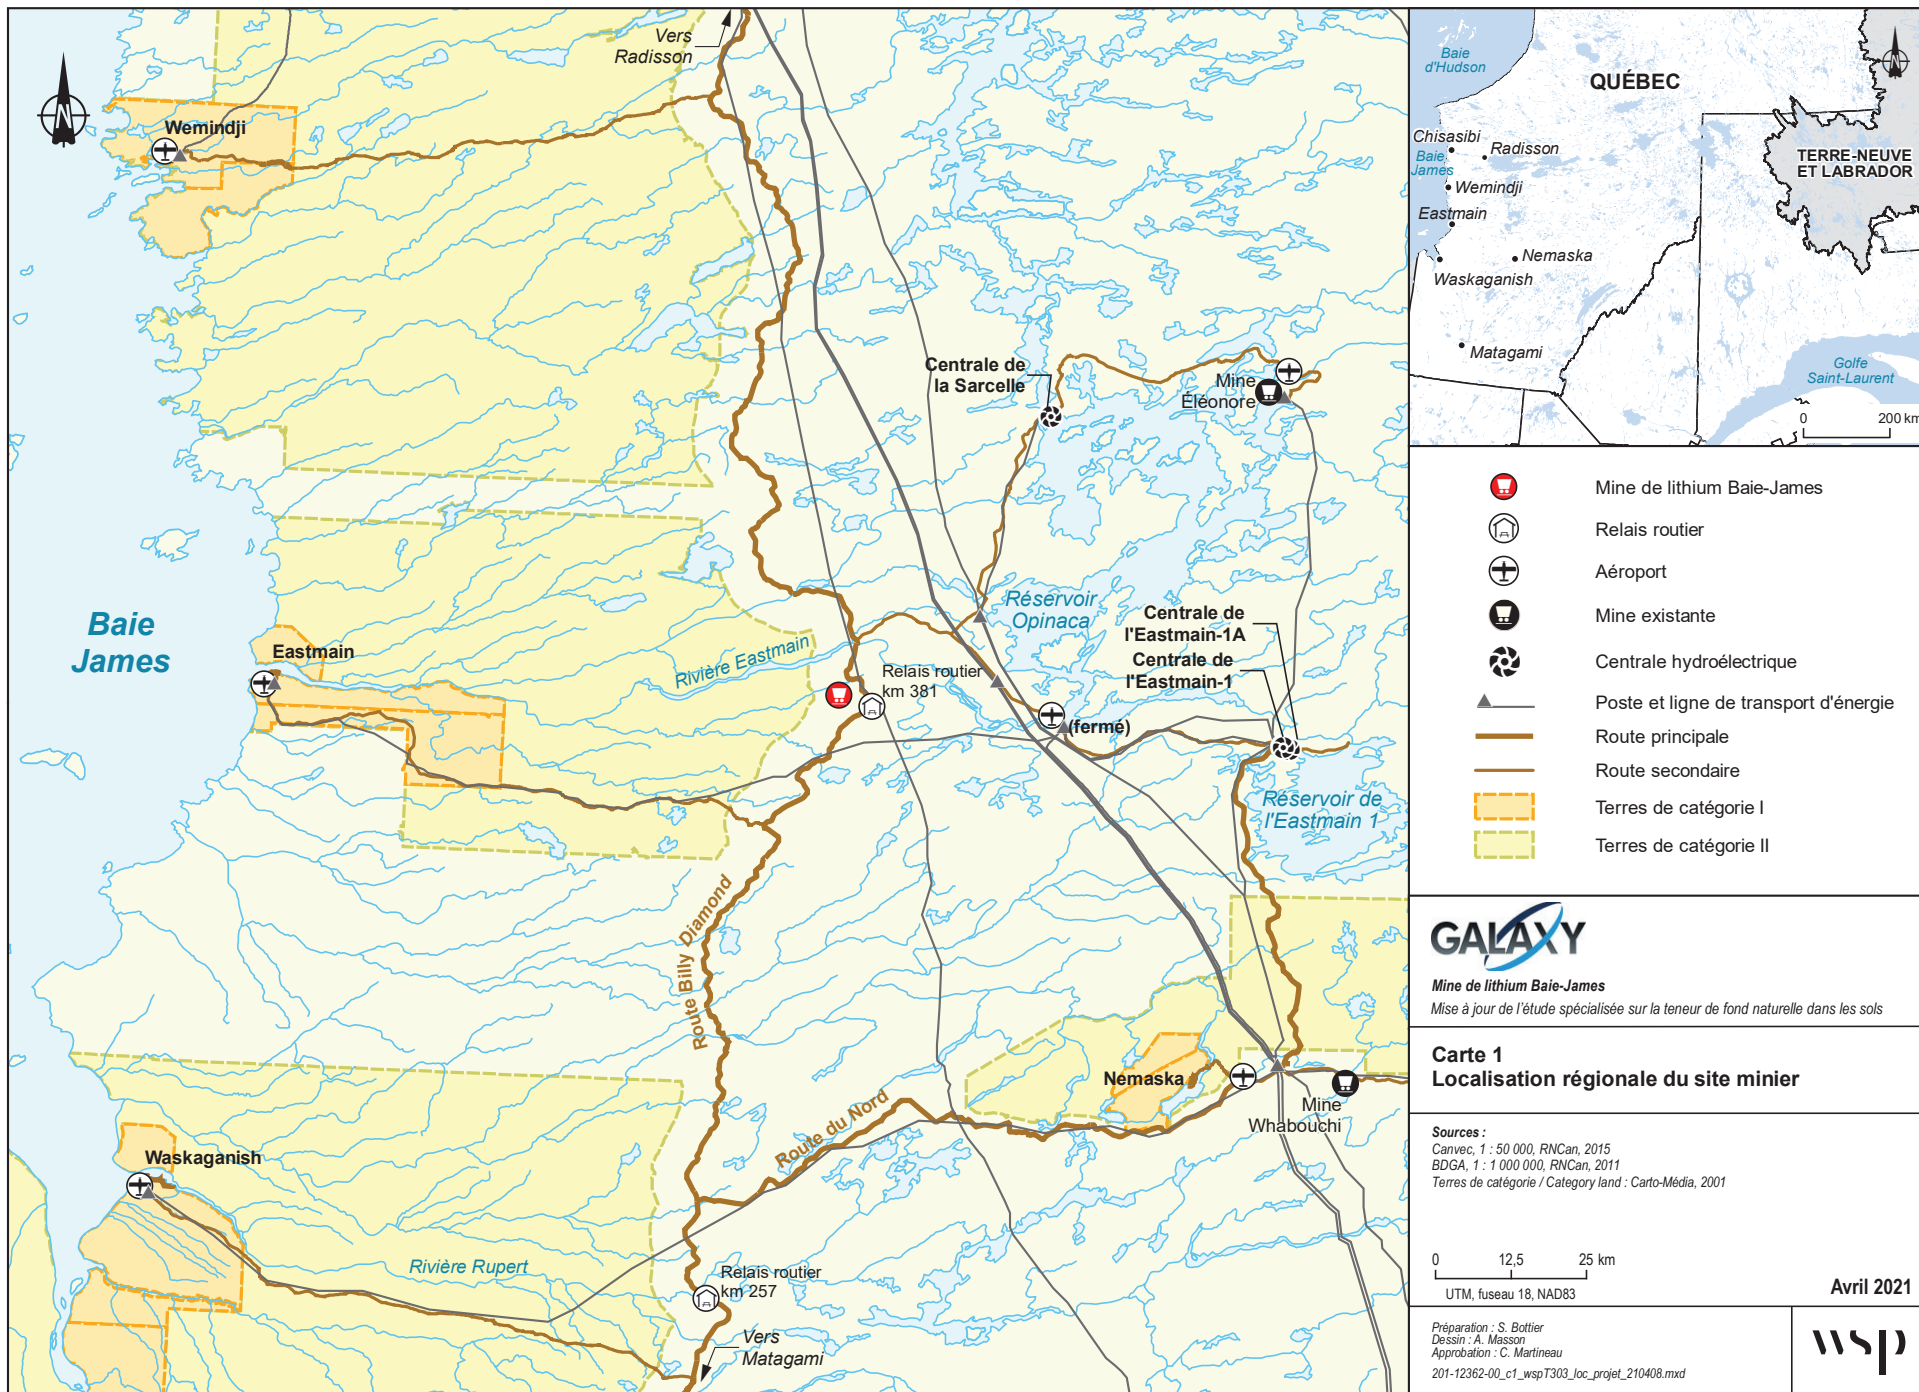 Vers
Radisson
N
Wemindji
Centrale de
la Sarcelle
Mine
Éléonore
Baie
James
Eastmain
Rivière Eastmain
Réservoir
Opinaca
Centrale de
l'Eastmain-1A
Centrale de
l'Eastmain-1
Relais routier
km 381
(fermé)
Réservoir de
l'Eastmain 1
Route Billy Diamond
Route du Nord
Nemaska
Mine
Whabouchi
Waskaganish
Rivière Rupert
Relais routier
km 257
Vers
Matagami
Baie
d'Hudson
QUÉBEC
N
Chisasibi
Baie
James
Radisson
TERRE-NEUVE
ET LABRADOR
Wemindji
Eastmain
Nemaska
Waskaganish
Matagami
Golfe
Saint-Laurent
0 200 km
Mine de lithium Baie-James
Relais routier
Aéroport
Mine existante
Centrale hydroélectrique
Poste et ligne de transport d'énergie
Route principale
Route secondaire
Terres de catégorie I
Terres de catégorie II
GALAXY
Mine de lithium Baie-James
Mise à jour de l'étude spécialisée sur la teneur de fond naturelle dans les sols
Carte 1
Localisation régionale du site minier
Sources :
Canvec, 1 : 50 000, RNCan, 2015
BDGA, 1 : 1 000 000, RNCan, 2011
Terres de catégorie / Category land : Carto-Média, 2001
0 12,5 25 km
UTM, fuseau 18, NAD83
Avril 2021
Préparation : S. Bottier
Dessin : A. Masson
Approbation : C. Martineau
201-12362-00_c1_wspT303_loc_projet_210408.mxd
wsp